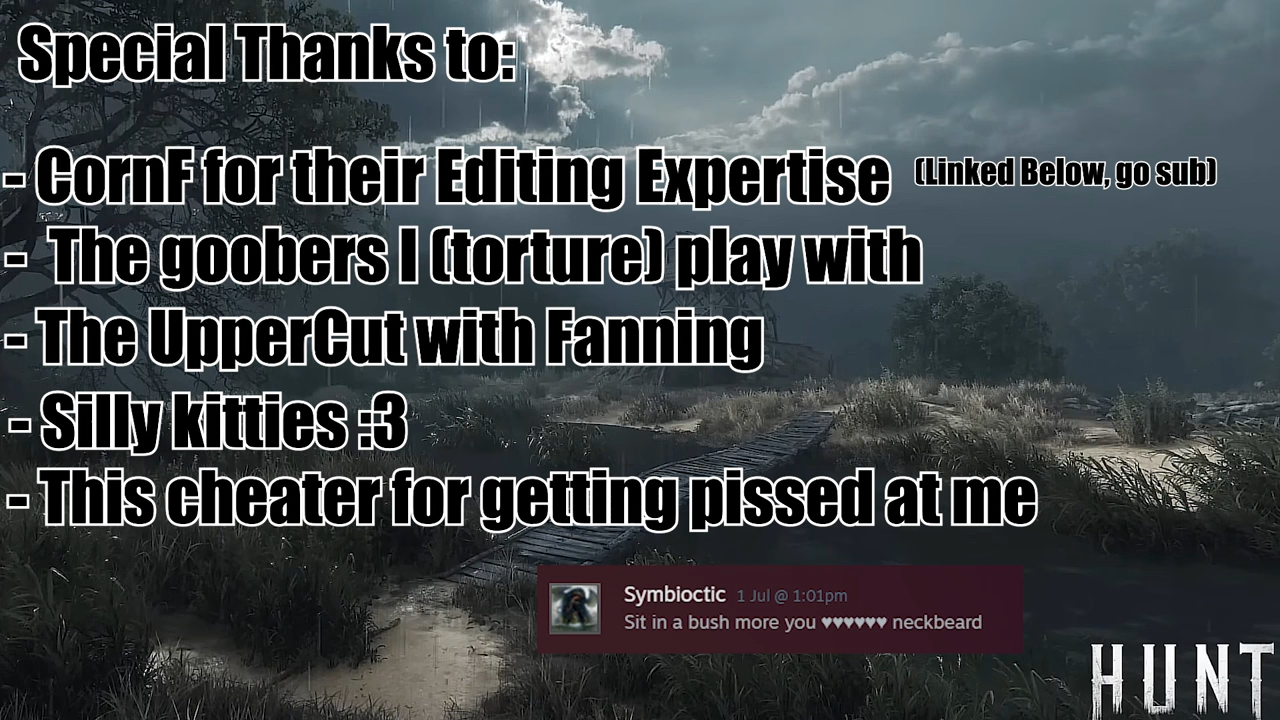 Special Thanks to:
- CornF for their Editing Expertise (Linked Below, go sub)
- The goobers I (torture) play with
- The UpperCut with Fanning
- Silly kitties :3
- This cheater for getting pissed at me
Symbioctic 1 Jul @ 1:01pm
Sit in a bush more you ♥♥♥♥♥♥ neckbeard
HUNT